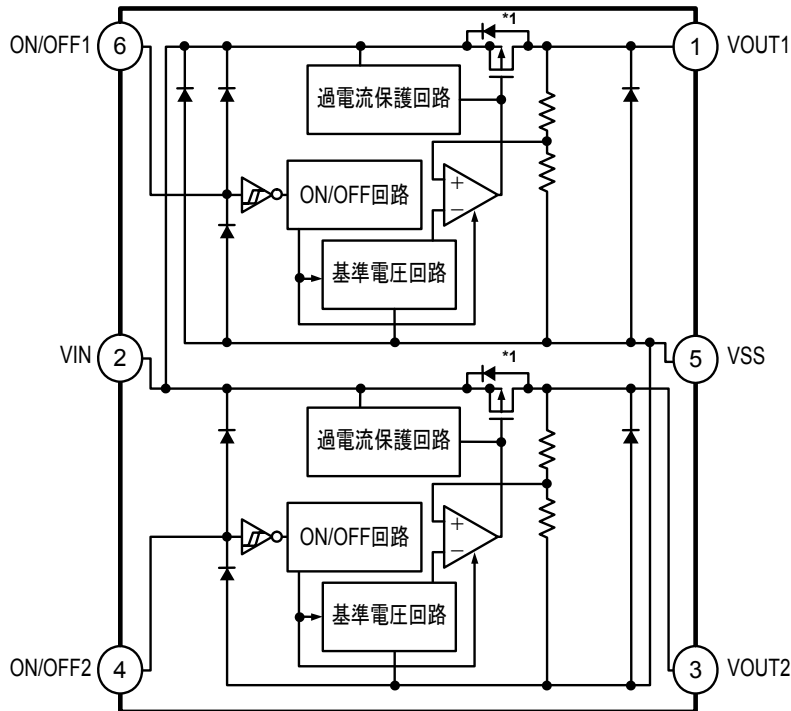 ON/OFF1 6
*1
1 VOUT1
過電流保護回路
ON/OFF回路
+
−
基準電圧回路
VIN 2
*1
5 VSS
過電流保護回路
ON/OFF回路
+
−
基準電圧回路
ON/OFF2 4
3 VOUT2